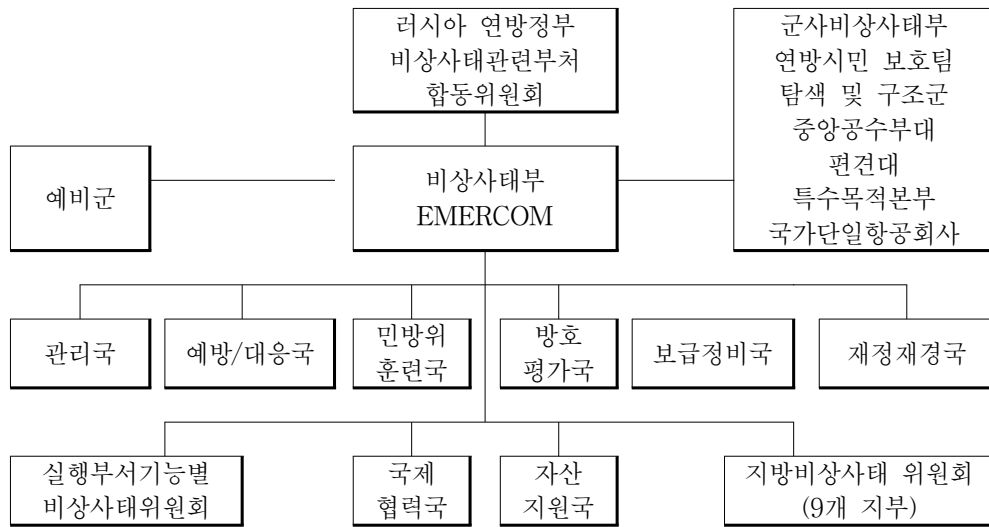 러시아 연방정부
비상사태관련부처
합동위원회
군사비상사태부
연방시민 보호팀
탐색 및 구조군
중앙공수부대
편견대
특수목적본부
국가단일항공회사
예비군
비상사태부
EMERCOM
관리국
예방/대응국
민방위
훈련국
방호
평가국
보급정비국
재정재경국
실행부서기능별
비상사태위원회
국제
협력국
자산
지원국
지방비상사태 위원회
(9개 지부)